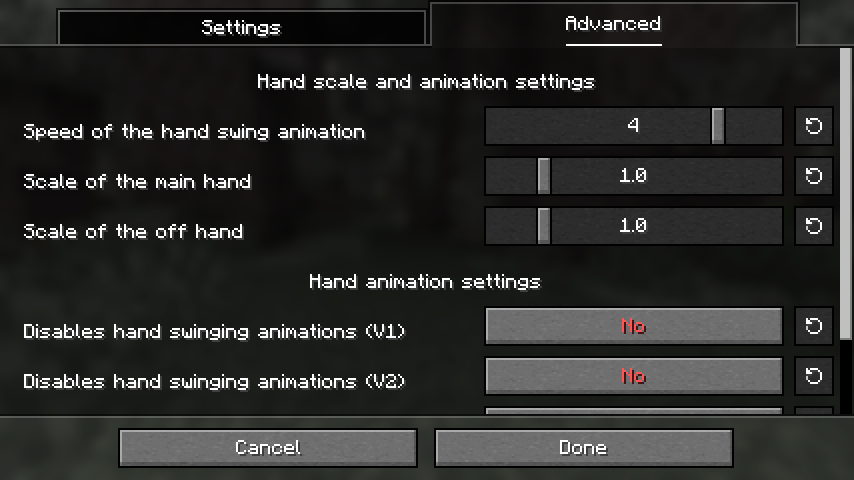 Settings
Advanced
Hand scale and animation settings
Speed of the hand swing animation
4
Scale of the main hand
1.0
Scale of the off hand
1.0
Hand animation settings
Disables hand swinging animations (V1)
No
Disables hand swinging animations (V2)
No
Cancel
Done